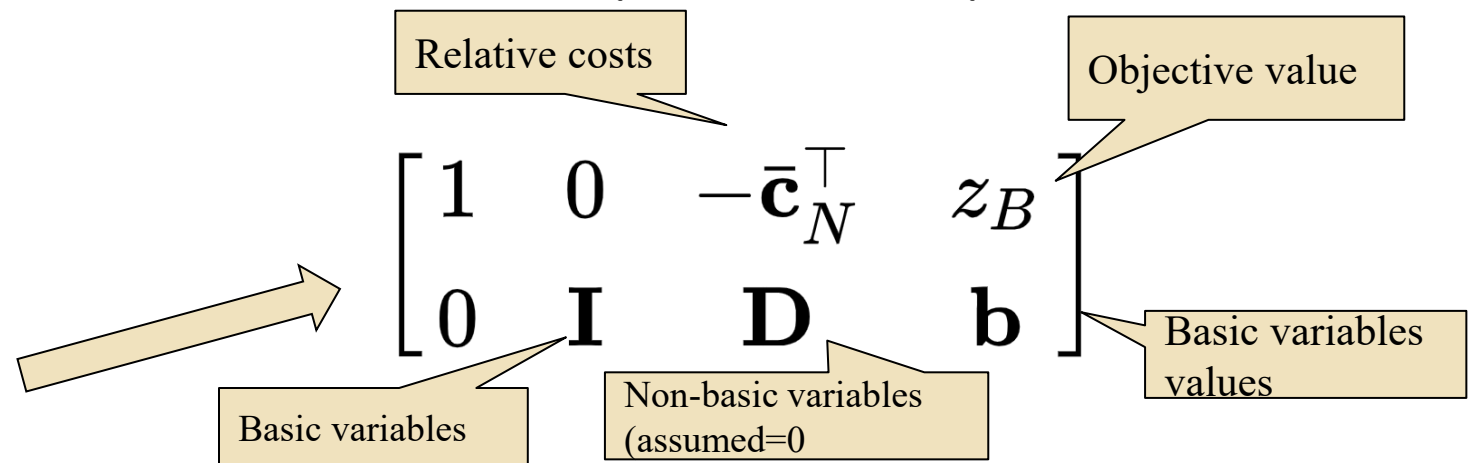 Relative costs
Objective value
1 0 −c̄_N^⊤ z_B
0 I D b
Basic variables
values
Non-basic variables
(assumed=0
Basic variables